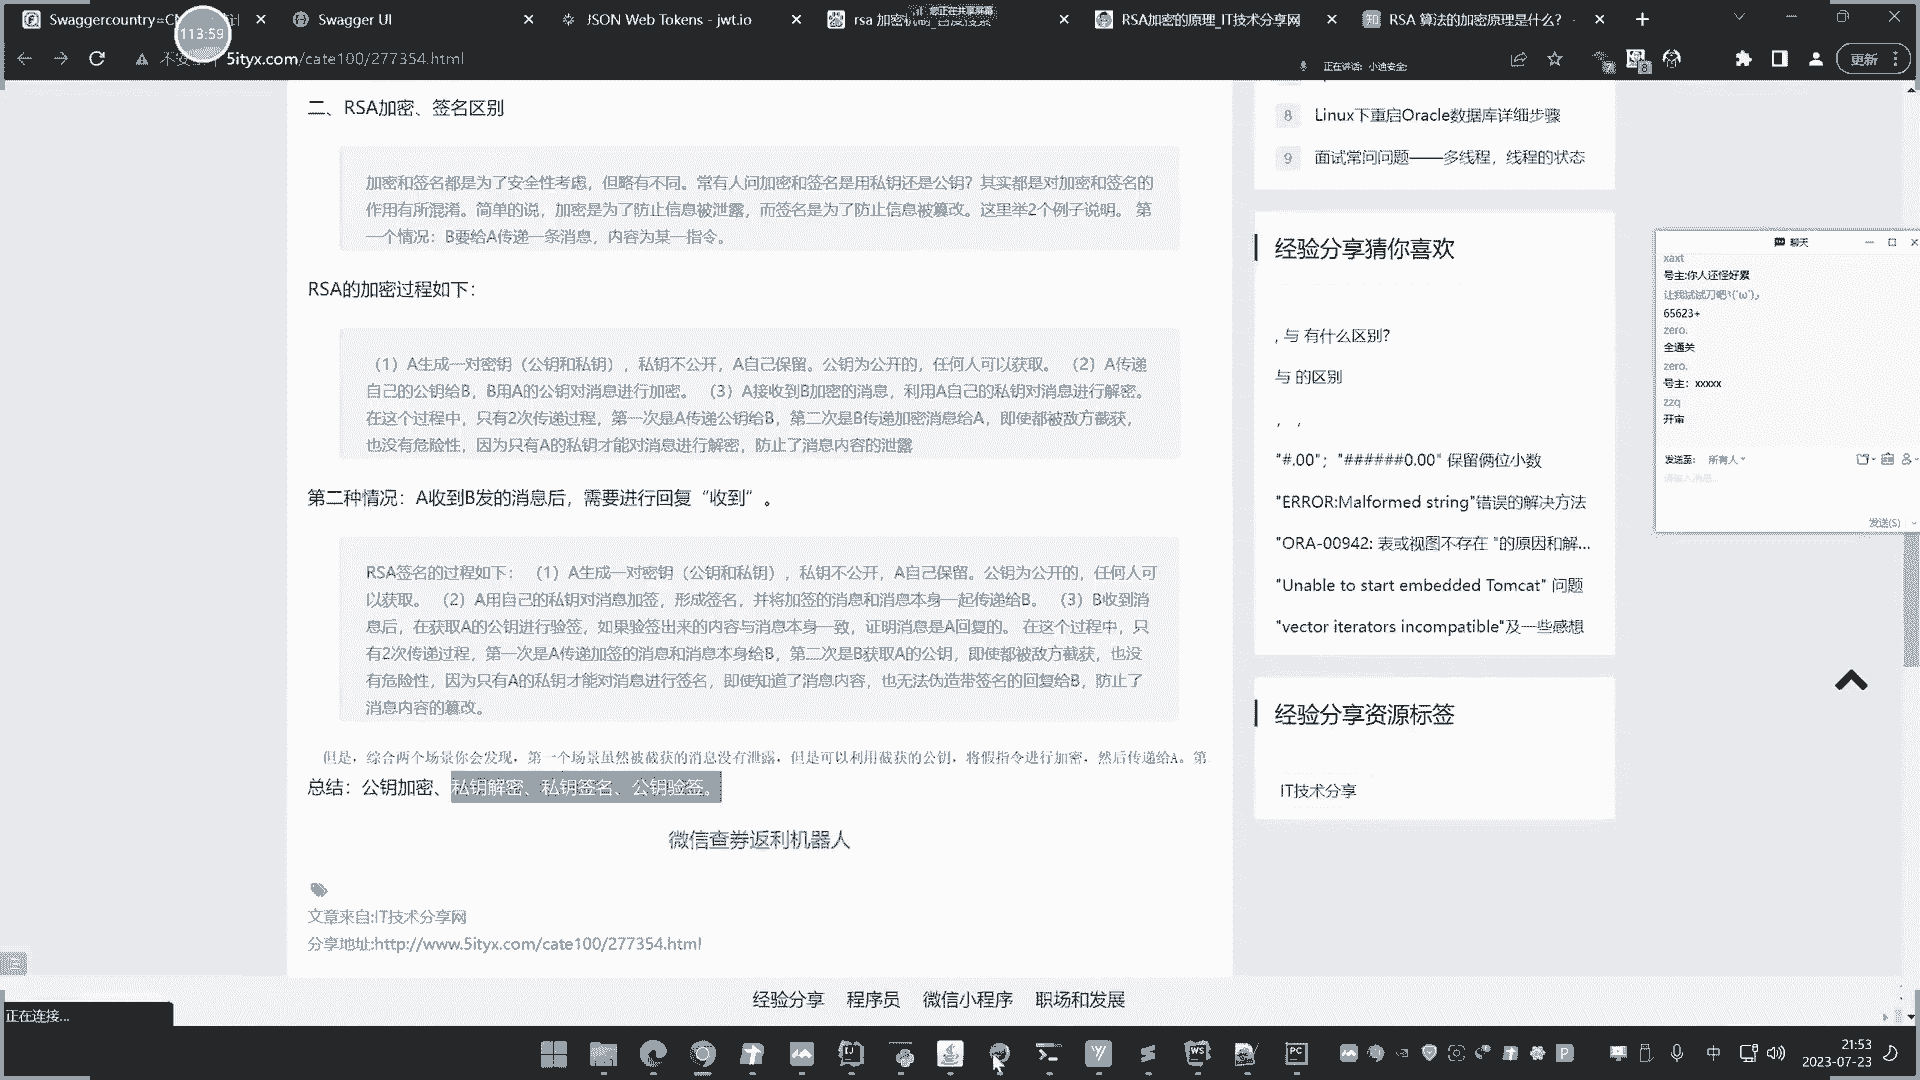 Swaggercountry=CN
Swagger UI
JSON Web Tokens - jwt.io
rsa 加密机制_百度搜索
RSA加密的原理_IT技术分享网
RSA 算法的加密原理是什么?
113:59
您正在共享屏幕
5ityx.com/cate100/277354.html
正在讲话: 小迪安全;
更新
二、RSA加密、签名区别
加密和签名都是为了安全性考虑，但略有不同。常有人问加密和签名是用私钥还是公钥？其实都是对加密和签名的
作用有所混淆。简单的说，加密是为了防止信息被泄露，而签名是为了防止信息被篡改。这里举2个例子说明。 第
一个情况：B要给A传递一条消息，内容为某一指令。
RSA的加密过程如下：
（1）A生成一对密钥（公钥和私钥），私钥不公开，A自己保留。公钥为公开的，任何人可以获取。 （2）A传递
自己的公钥给B，B用A的公钥对消息进行加密。 （3）A接收到B加密的消息，利用A自己的私钥对消息进行解密。
在这个过程中，只有2次传递过程，第一次是A传递公钥给B，第二次是B传递加密消息给A，即使都被敌方截获，
也没有危险性，因为只有A的私钥才能对消息进行解密，防止了消息内容的泄露
第二种情况：A收到B发的消息后，需要进行回复“收到”。
RSA签名的过程如下： （1）A生成一对密钥（公钥和私钥），私钥不公开，A自己保留。公钥为公开的，任何人可
以获取。 （2）A用自己的私钥对消息加签，形成签名，并将加签的消息和消息本身一起传递给B。 （3）B收到消
息后，在获取A的公钥进行验签，如果验签出来的内容与消息本身一致，证明消息是A回复的。 在这个过程中，只
有2次传递过程，第一次是A传递加签的消息和消息本身给B，第二次是B获取A的公钥，即使都被敌方截获，也没
有危险性，因为只有A的私钥才能对消息进行签名，即使知道了消息内容，也无法伪造带签名的回复给B，防止了
消息内容的篡改。
但是，综合两个场景你会发现，第一个场景虽然被截获的消息没有泄露，但是可以利用截获的公钥，将假指令进行加密，然后传递给A。第
总结：公钥加密、私钥解密、私钥签名、公钥验签。
微信查券返利机器人
文章来自:IT技术分享网
分享地址:http://www.5ityx.com/cate100/277354.html
8 Linux下重启Oracle数据库详细步骤
9 面试常问问题——多线程，线程的状态
经验分享猜你喜欢
, 与 有什么区别?
与 的区别
, ,
"#.00"；"######0.00" 保留俩位小数
"ERROR:Malformed string"错误的解决方法
"ORA-00942: 表或视图不存在 "的原因和解...
"Unable to start embedded Tomcat" 问题
"vector iterators incompatible"及一些感想
经验分享资源标签
IT技术分享
聊天
xaxt
号主:你人还怪好累
65623+
zero.
全通关
zero.
号主：xxxxx
zzq
开宙
发送至: 所有人
请输入消息...
发送(S)
经验分享 程序员 微信小程序 职场和发展
正在连接...
中
21:53
2023-07-23